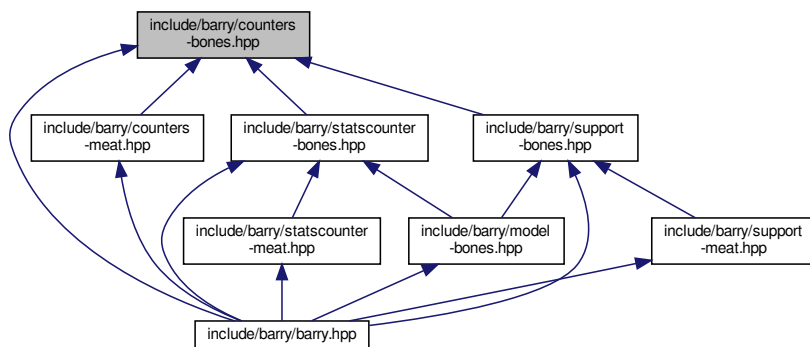 include/barry/counters
-bones.hpp
include/barry/counters
-meat.hpp
include/barry/statscounter
-bones.hpp
include/barry/support
-bones.hpp
include/barry/statscounter
-meat.hpp
include/barry/model
-bones.hpp
include/barry/support
-meat.hpp
include/barry/barry.hpp